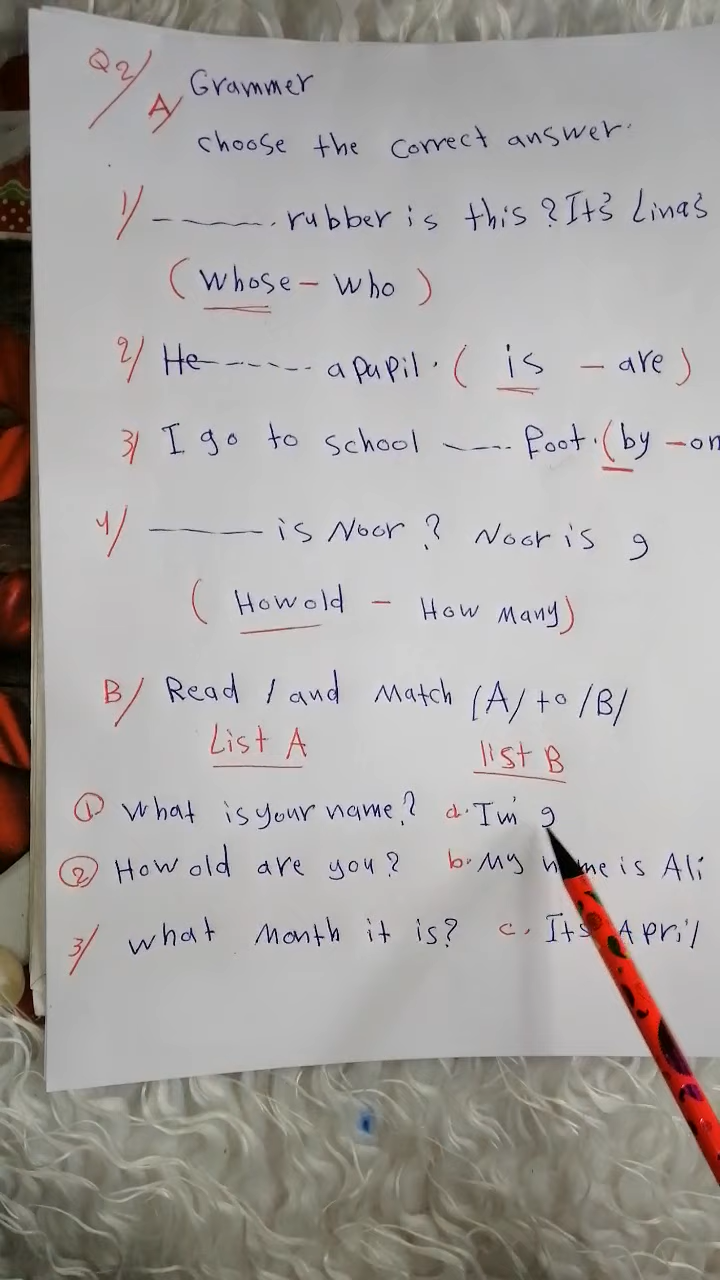 Q2/
A/ Grammer
choose the correct answer.
1/ ------- rubber is this? It's Lina's
(Whose - Who)
2/ He ------ a pupil. (is - are)
3/ I go to school ---- foot. (by - on
4/ ------ is Noor? Noor is 9
(How old - How Many)
B/ Read / and Match /A/ to /B/
List A list B
1 What is your name? a. I'm 9
2 How old are you? b. My name is Ali
3/ what Month it is? c. It's April